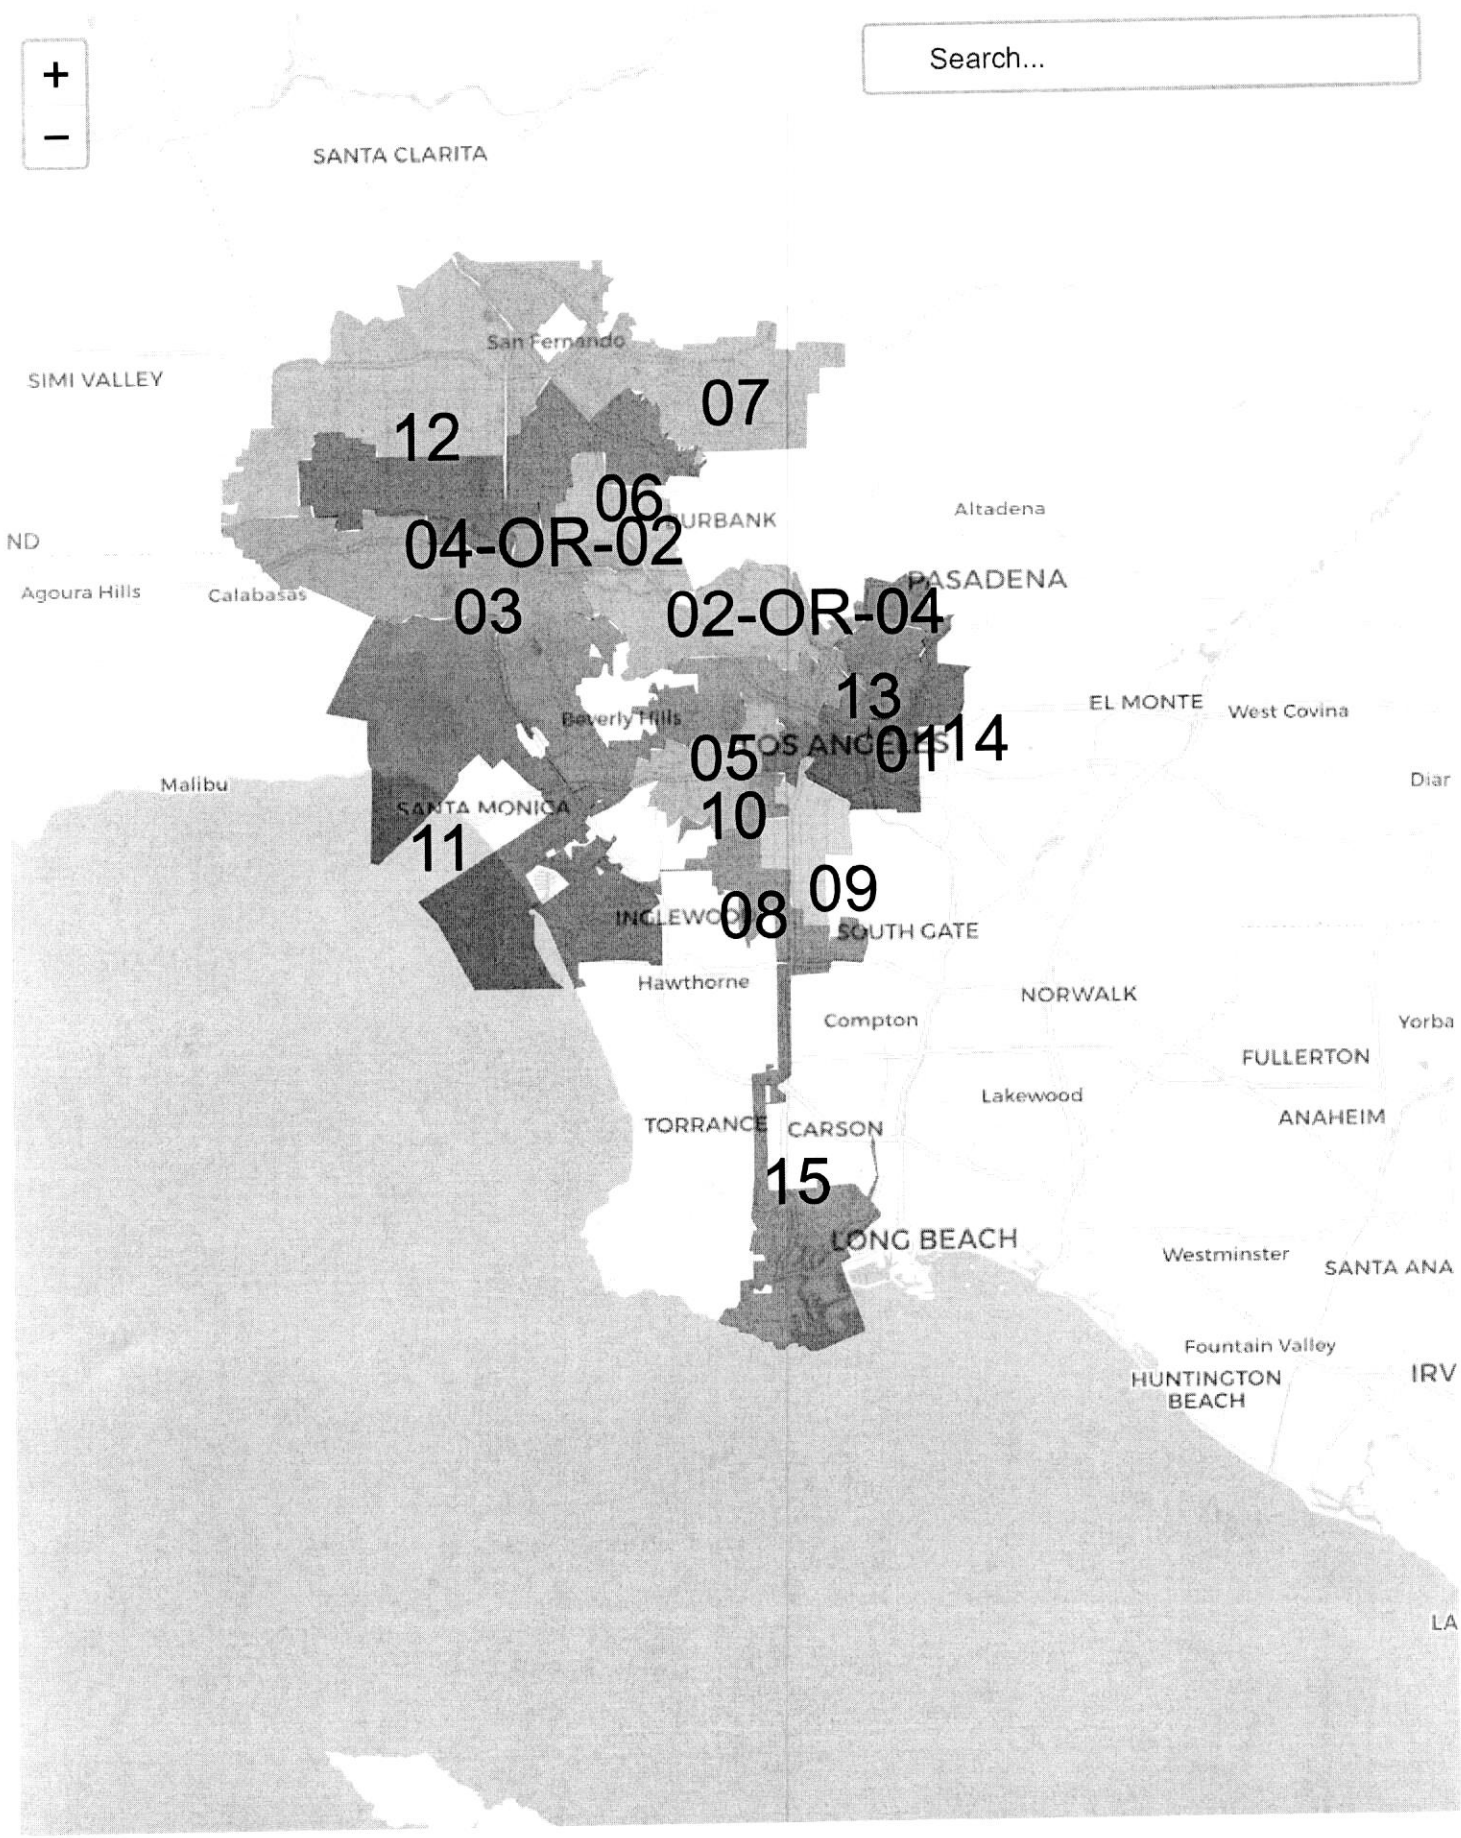 +
Search...
−
SANTA CLARITA
San Fernando
SIMI VALLEY
07
12
06
BURBANK
Altadena
ND
04-OR-02
PASADENA
Agoura Hills
Calabasas
03
02-OR-04
13
EL MONTE
West Covina
Beverly Hills
05
LOS ANGELES
01
14
Malibu
Diar
SANTA MONICA
10
11
09
INGLEWOOD
08
SOUTH GATE
Hawthorne
NORWALK
Compton
Yorba
FULLERTON
Lakewood
TORRANCE
CARSON
ANAHEIM
15
LONG BEACH
Westminster
SANTA ANA
Fountain Valley
HUNTINGTON
BEACH
IRV
LA